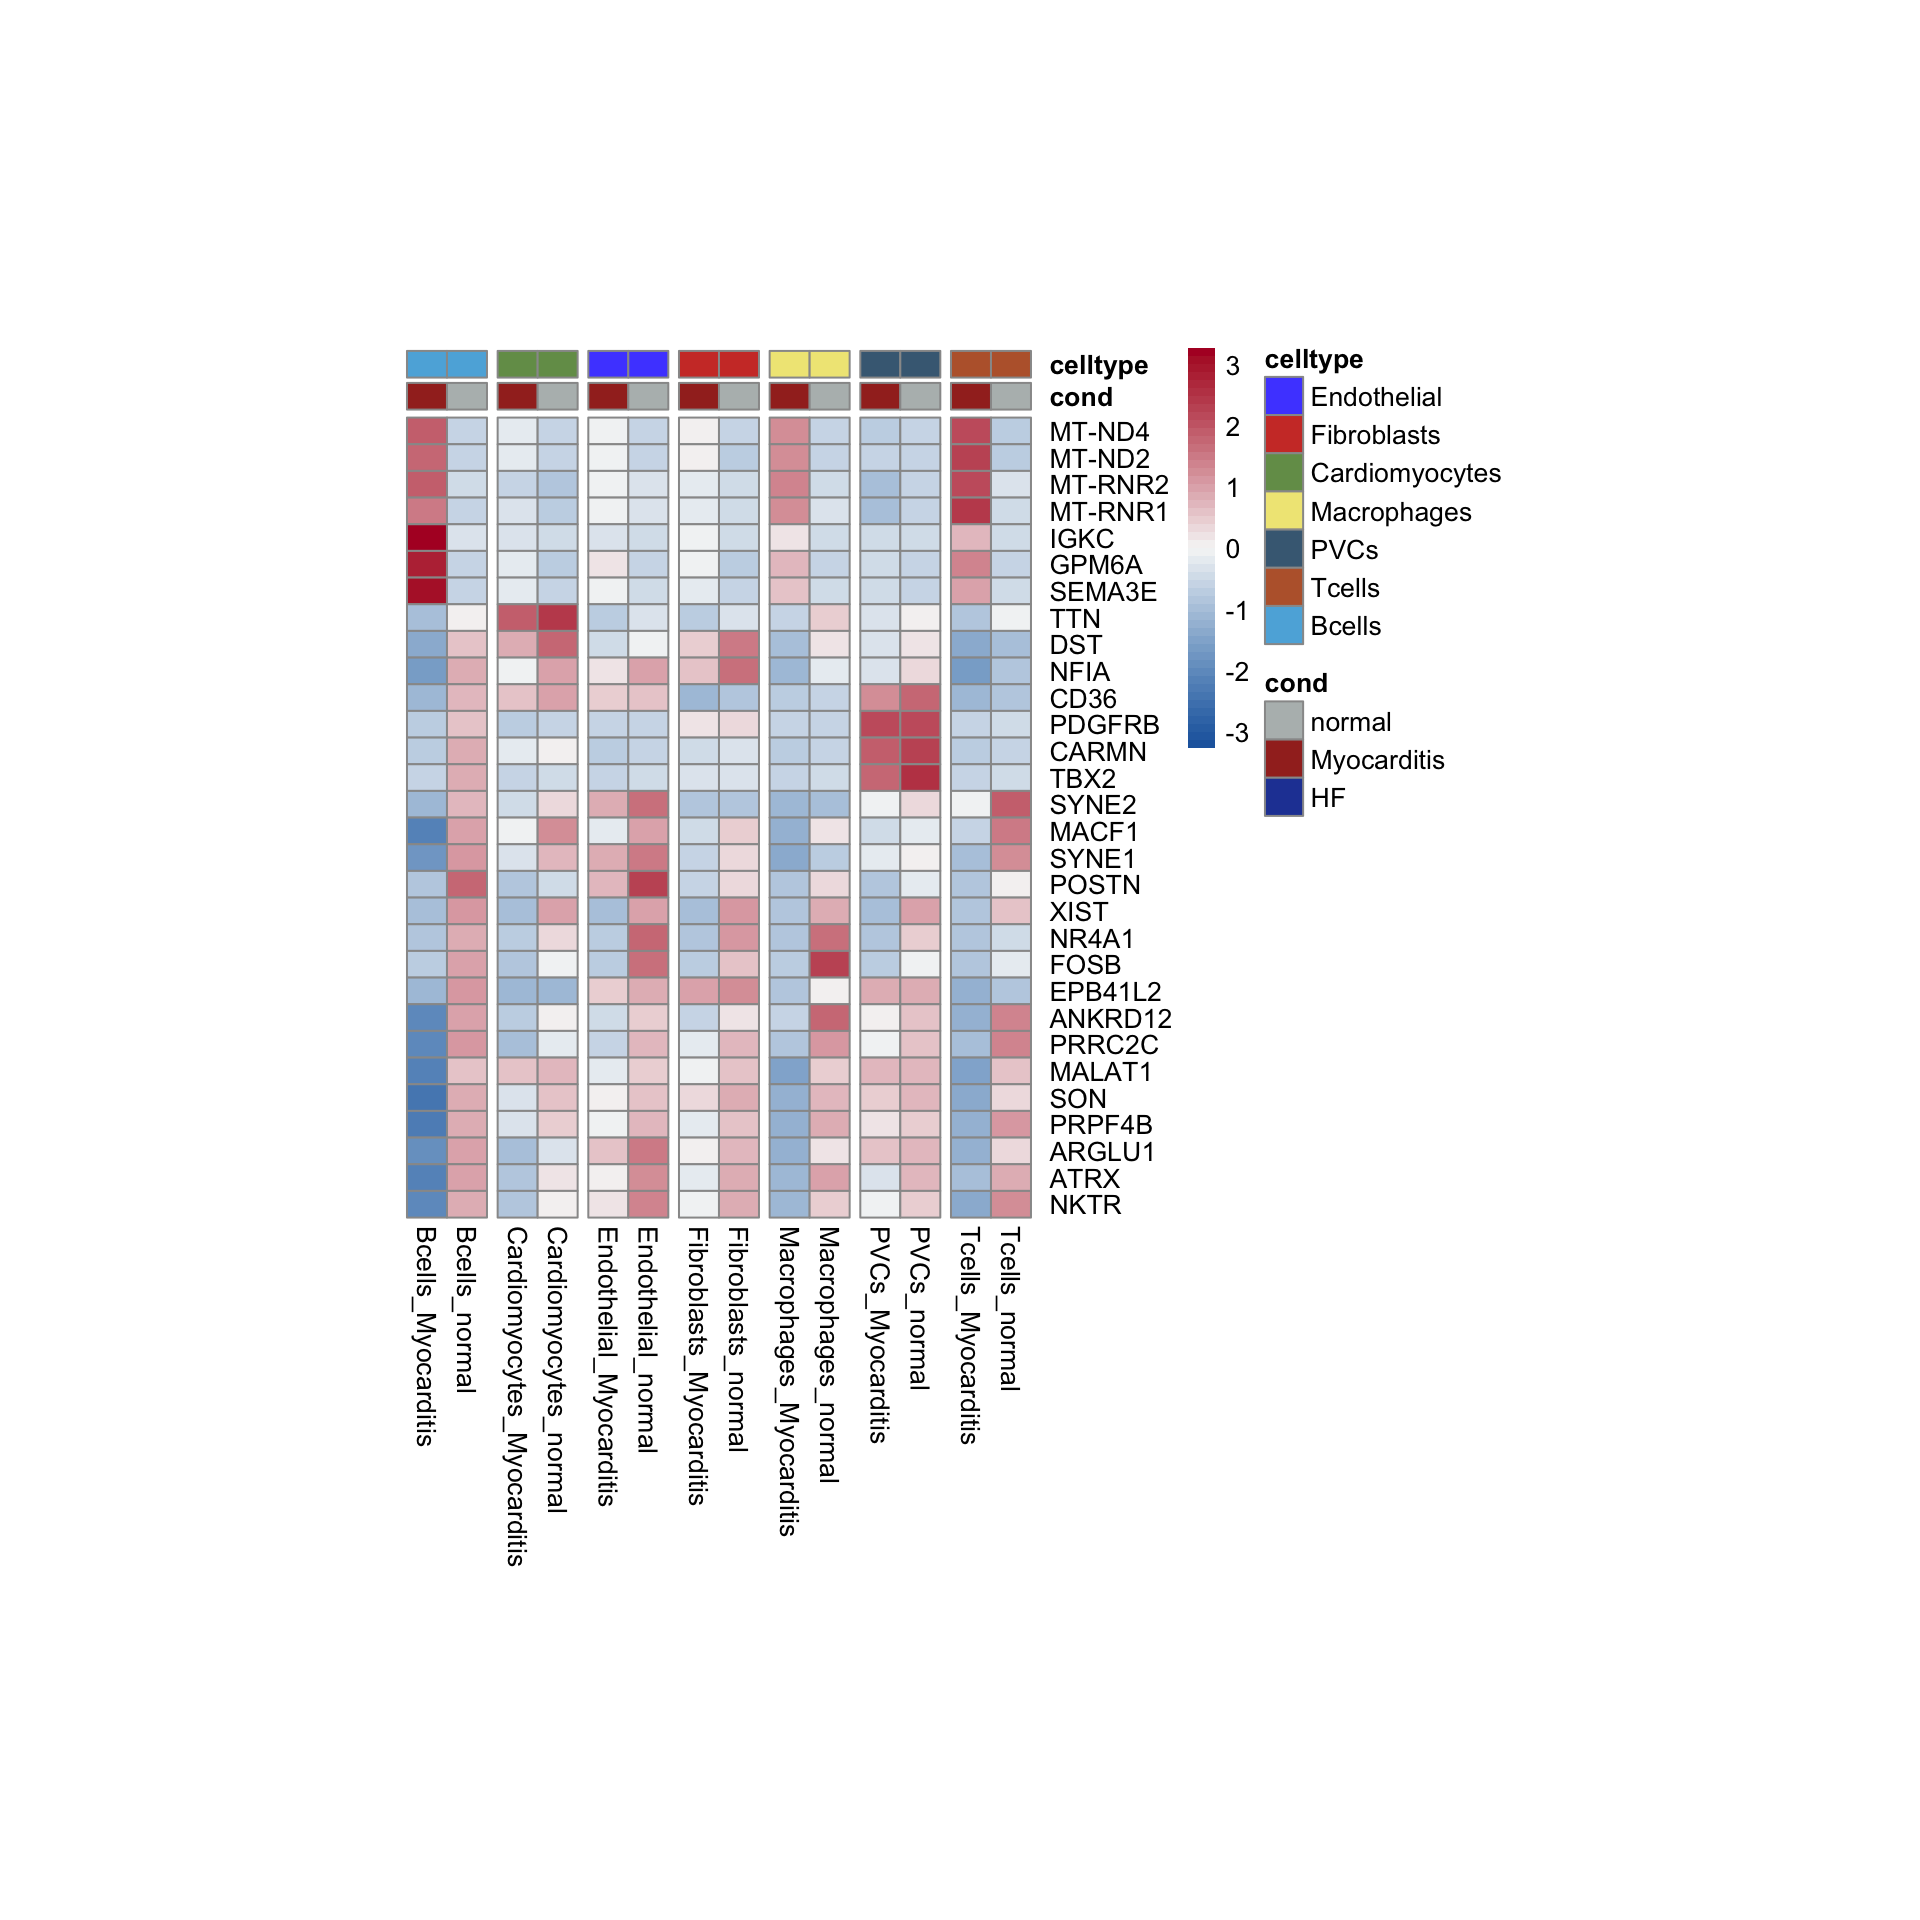 celltype
cond
MT-ND4
MT-ND2
MT-RNR2
MT-RNR1
IGKC
GPM6A
SEMA3E
TTN
DST
NFIA
CD36
PDGFRB
CARMN
TBX2
SYNE2
MACF1
SYNE1
POSTN
XIST
NR4A1
FOSB
EPB41L2
ANKRD12
PRRC2C
MALAT1
SON
PRPF4B
ARGLU1
ATRX
NKTR
Bcells_Myocarditis
Bcells_normal
Cardiomyocytes_Myocarditis
Cardiomyocytes_normal
Endothelial_Myocarditis
Endothelial_normal
Fibroblasts_Myocarditis
Fibroblasts_normal
Macrophages_Myocarditis
Macrophages_normal
PVCs_Myocarditis
PVCs_normal
Tcells_Myocarditis
Tcells_normal
3
2
1
0
-1
-2
-3
celltype
Endothelial
Fibroblasts
Cardiomyocytes
Macrophages
PVCs
Tcells
Bcells
cond
normal
Myocarditis
HF